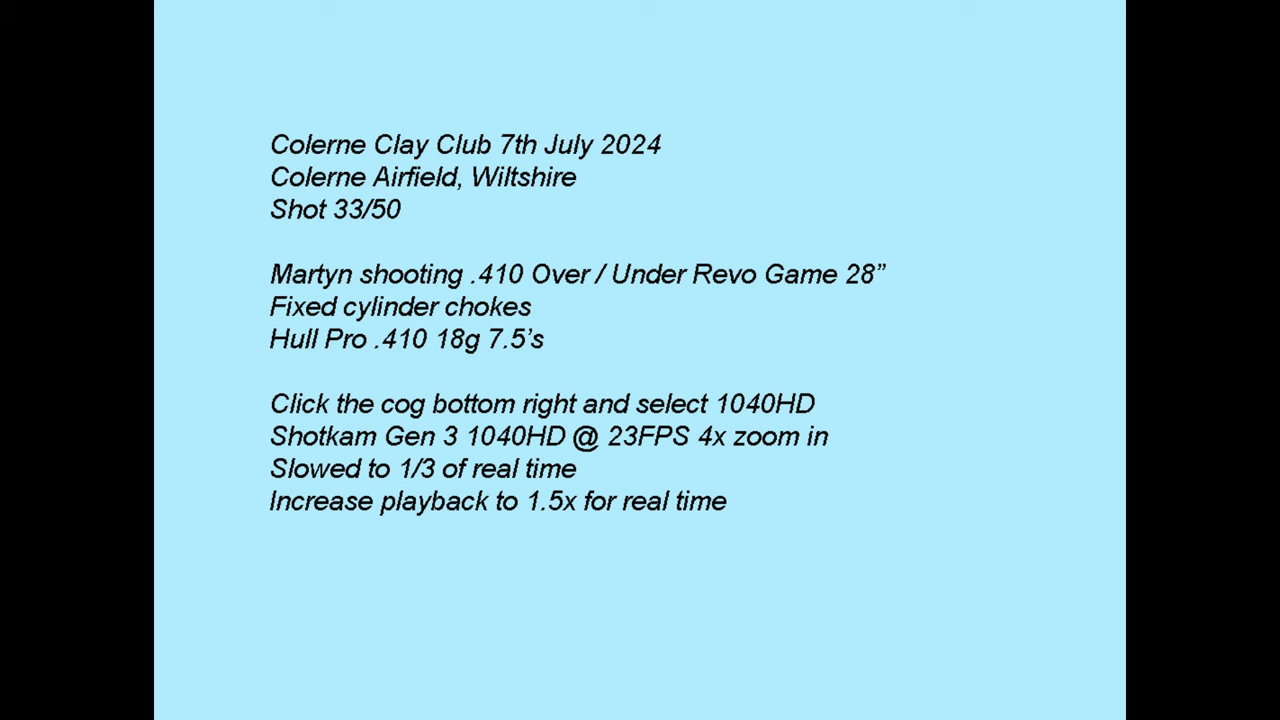 Colerne Clay Club 7th July 2024
Colerne Airfield, Wiltshire
Shot 33/50
Martyn shooting .410 Over / Under Revo Game 28”
Fixed cylinder chokes
Hull Pro .410 18g 7.5’s
Click the cog bottom right and select 1040HD
Shotkam Gen 3 1040HD @ 23FPS 4x zoom in
Slowed to 1/3 of real time
Increase playback to 1.5x for real time